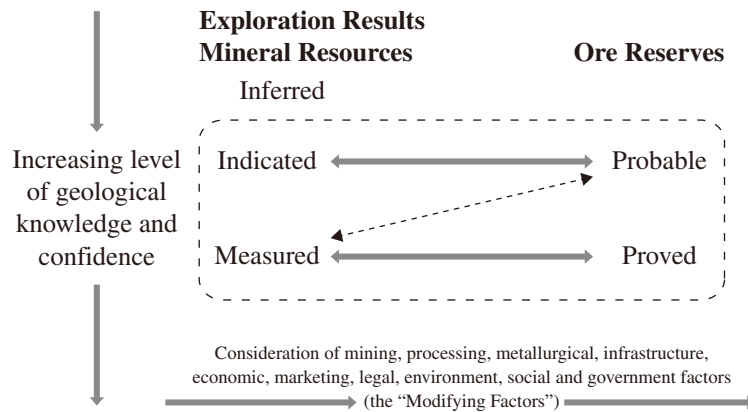 Exploration Results
Mineral Resources
Ore Reserves
Inferred
Increasing level
of geological
knowledge and
confidence
Indicated
Probable
Measured
Proved
Consideration of mining, processing, metallurgical, infrastructure,
economic, marketing, legal, environment, social and government factors
(the “Modifying Factors”)